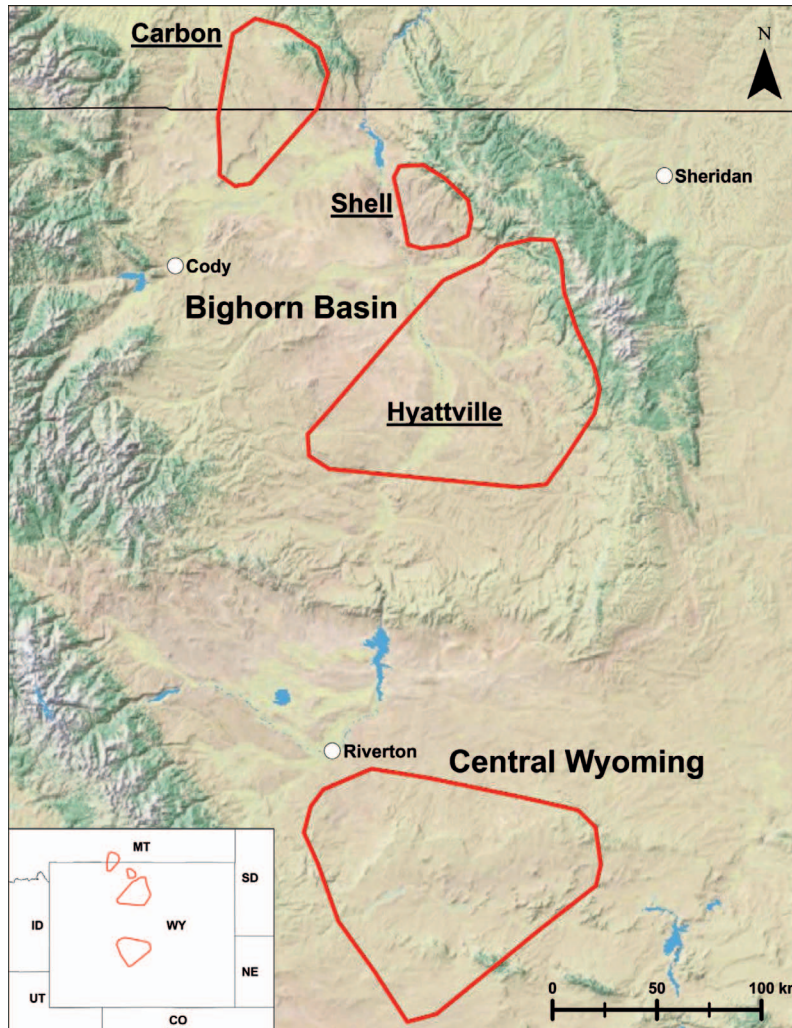 Carbon
N
Sheridan
Shell
Cody
Bighorn Basin
Hyattville
Riverton
Central Wyoming
MT
SD
ID
WY
NE
UT
CO
0 50 100 km